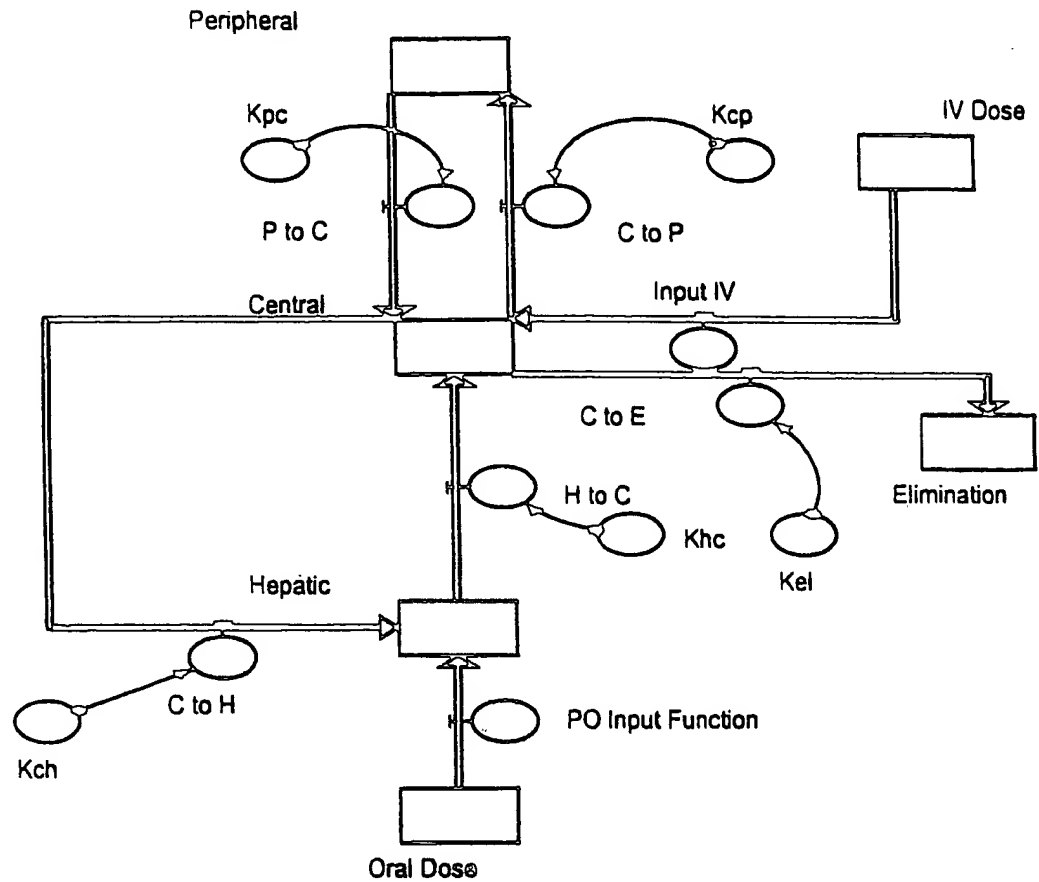 Peripheral
Kpc
Kcp
IV Dose
P to C
C to P
Central
Input IV
C to E
Elimination
H to C
Khc
Kel
Hepatic
C to H
Kch
PO Input Function
Oral Dose